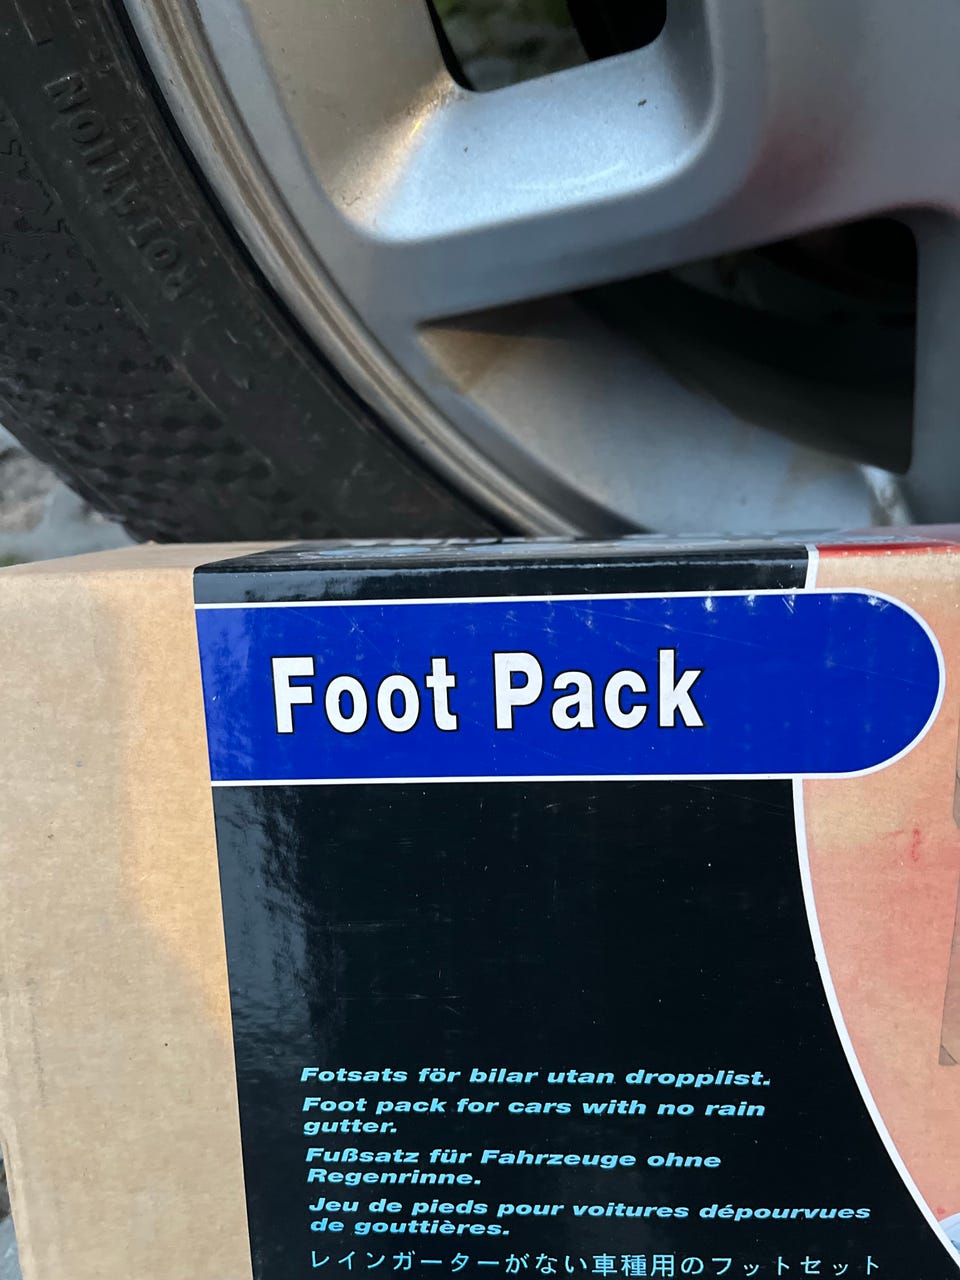 ROTATION
Foot Pack
Fotsats för bilar utan dropplist.
Foot pack for cars with no rain
gutter.
Fußsatz für Fahrzeuge ohne
Regenrinne.
Jeu de pieds pour voitures dépourvues
de gouttières.
レインガーターがない車種用のフットセット